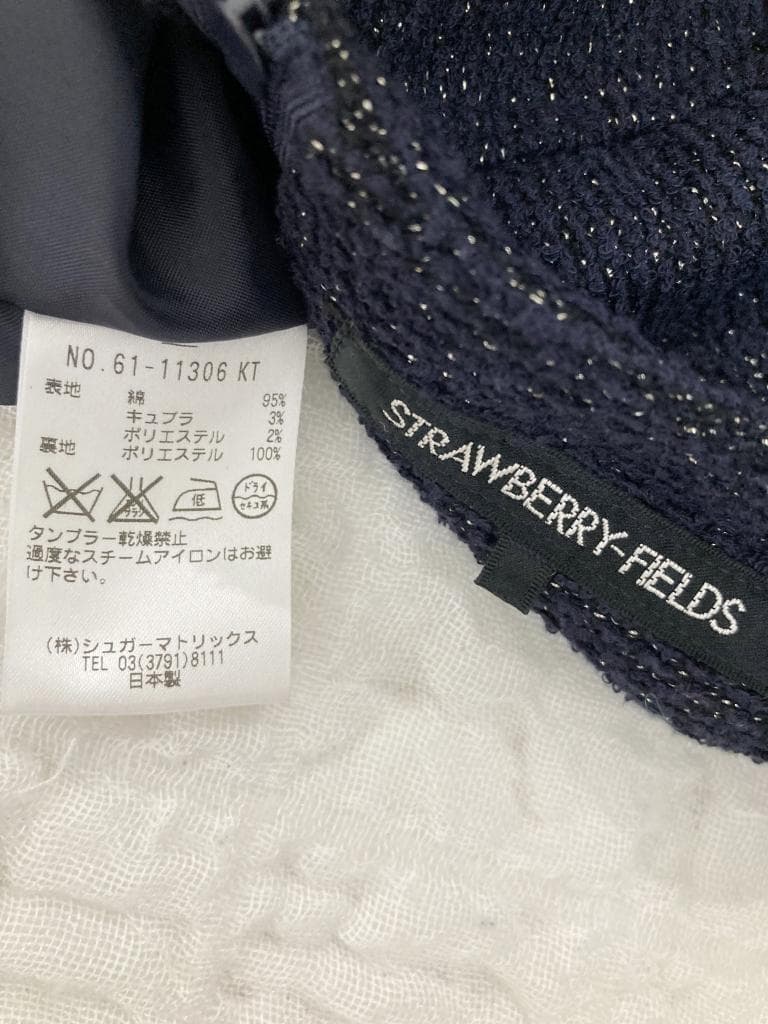 NO.61-11306 KT
表地 綿 95%
キュプラ 3%
ポリエステル 2%
裏地 ポリエステル 100%
低
ドライ
セキユ系
タンブラー乾燥禁止
過度なスチームアイロンはお避
け下さい。
(株)シュガーマトリックス
TEL 03(3791)8111
日本製
STRAWBERRY-FIELDS